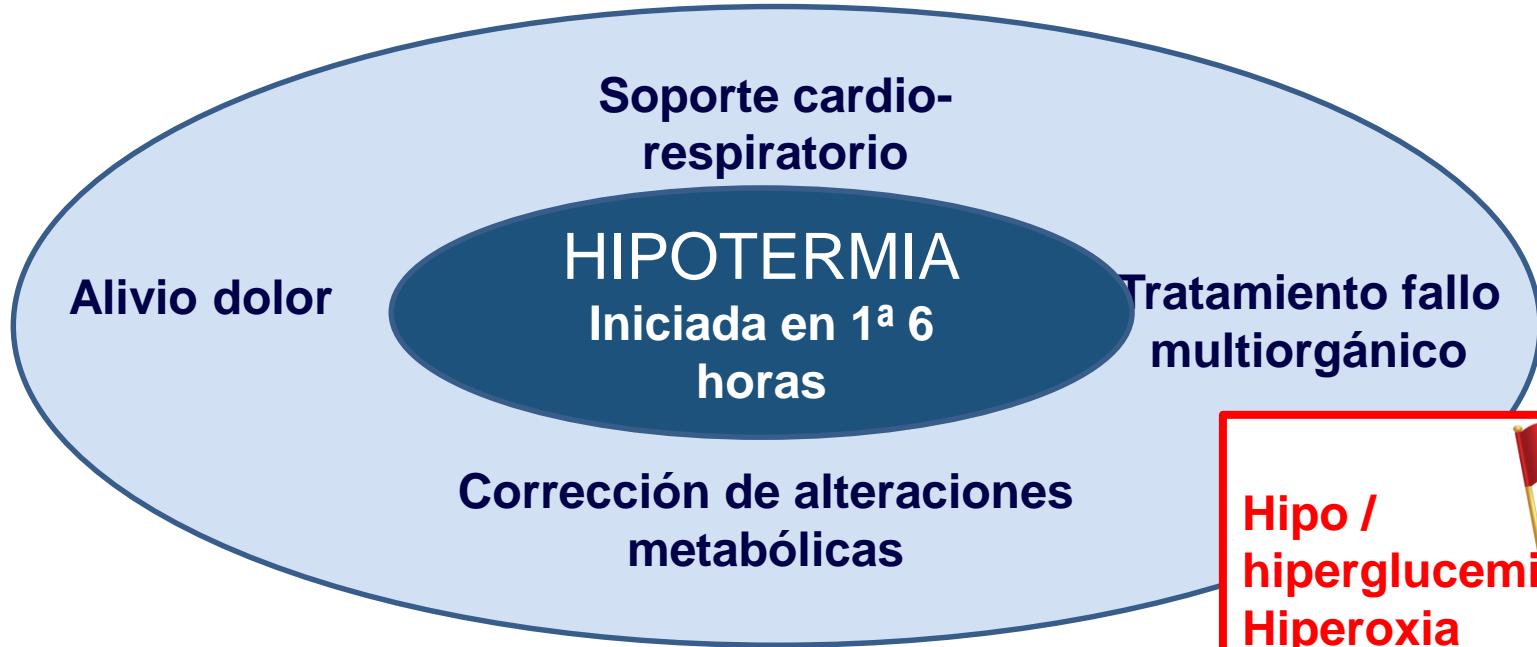 Soporte cardio-
respiratorio
HIPOTERMIA
Iniciada en 1ª 6
horas
Alivio dolor
Tratamiento fallo
multiorgánico
Corrección de alteraciones
metabólicas
Hipo /
hiperglucemi
Hiperoxia